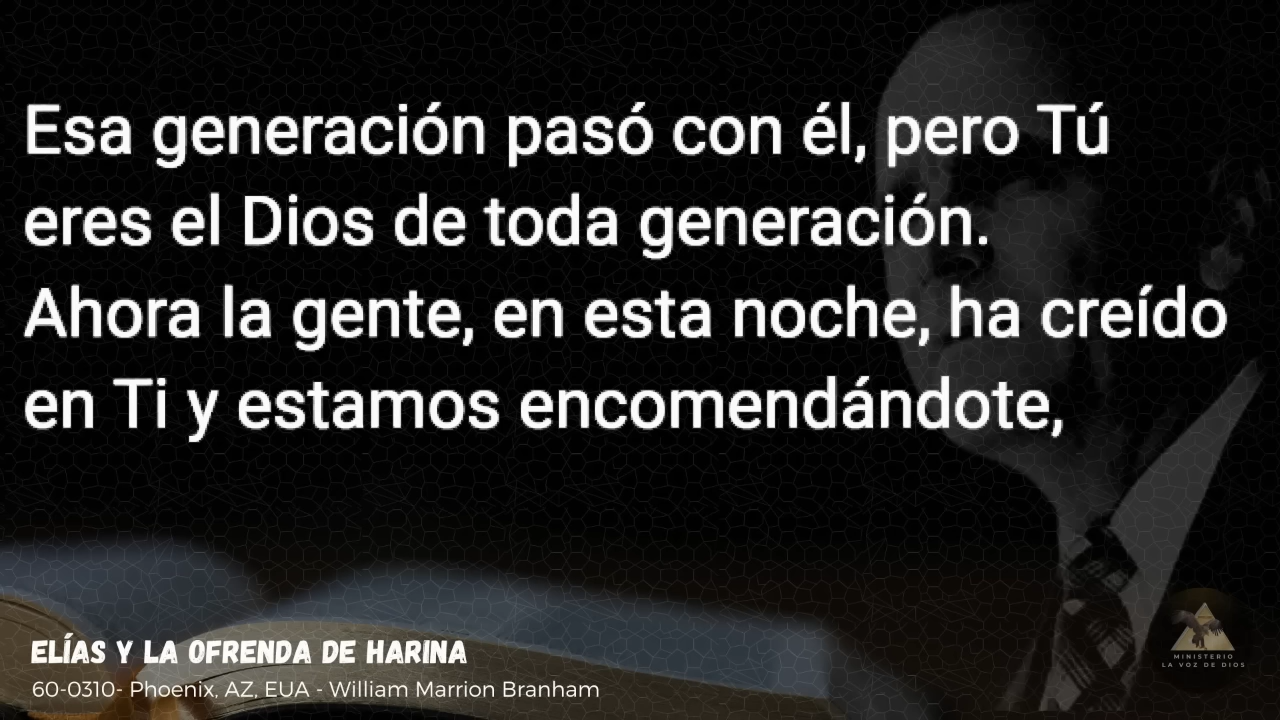 Esa generación pasó con él, pero Tú
eres el Dios de toda generación.
Ahora la gente, en esta noche, ha creído
en Ti y estamos encomendándote,
ELÍAS Y LA OFRENDA DE HARINA
60-0310- Phoenix, AZ, EUA - William Marrion Branham
MINISTERIO
LA VOZ DE DIOS